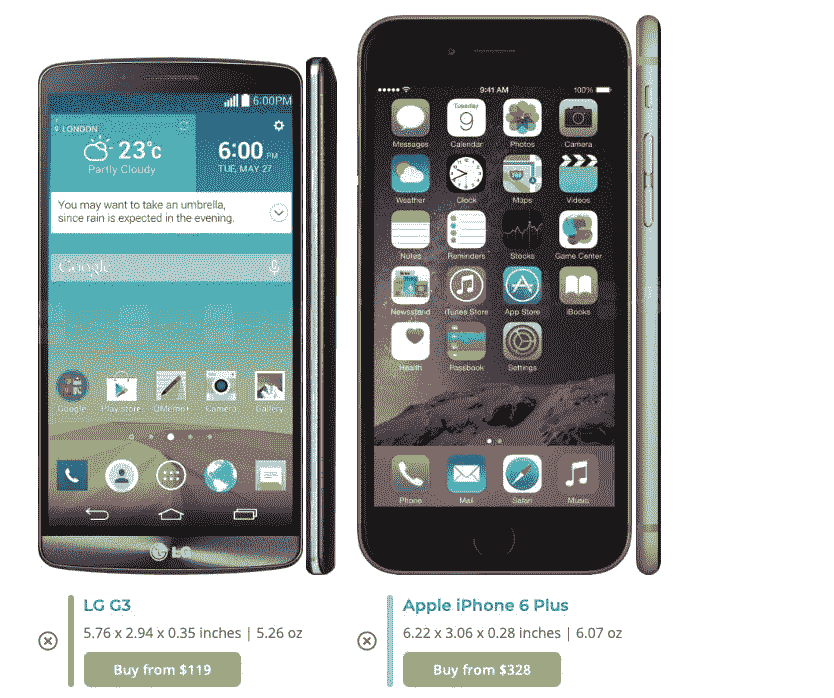 6:00PM
LONDON
23°c
Partly Cloudy
6:00 PM
TUE, MAY 27
You may want to take an umbrella,
since rain is expected in the evening.
Google
Google Play store QMemo+ Camera Gallery
LG
9:41 AM 100%
Tuesday
9
Messages Calendar Photos Camera
280
Weather Clock Maps Videos
Notes Reminders Stocks Game Center
Newsstand iTunes Store App Store iBooks
Health Passbook Settings
Phone Mail Safari Music
LG G3
5.76 x 2.94 x 0.35 inches | 5.26 oz
Buy from $119
Apple iPhone 6 Plus
6.22 x 3.06 x 0.28 inches | 6.07 oz
Buy from $328